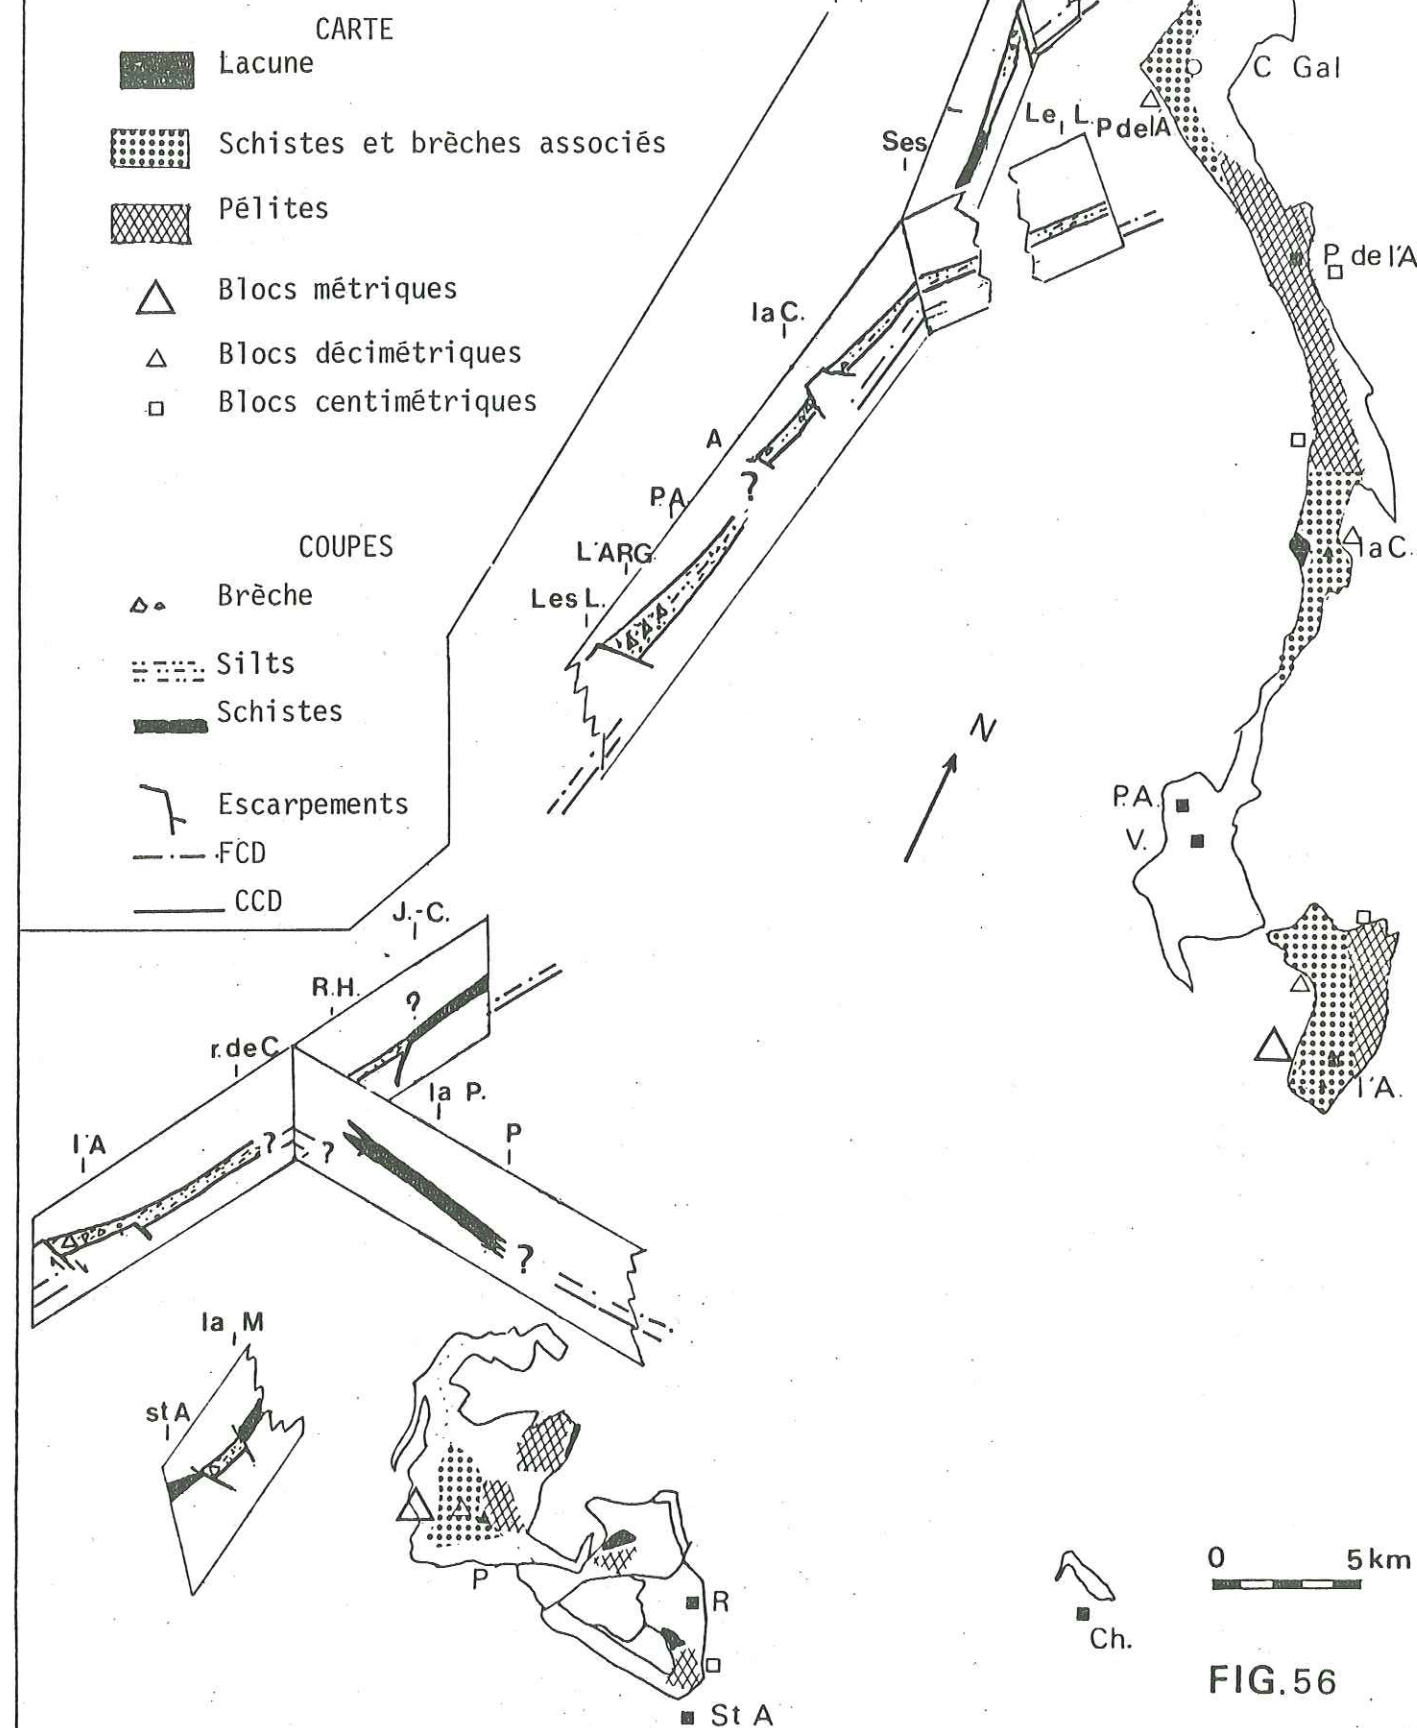 CARTE
Lacune
Schistes et brèches associés
Pélites
Blocs métriques
Blocs décimétriques
Blocs centimétriques
COUPES
Brèche
Silts
Schistes
Escarpements
FCD
CCD
Ses
Le L.
P de l'A
la C.
A
P.A.
L'ARG
Les L.
?
C Gal
P de l'A
la C.
N
P.A.
V.
l'A.
J.-C.
R.H.
?
r. de C
la P.
P
l'A
?
?
?
la M
st A
P
R
St A
Ch.
0 5 km
FIG. 56